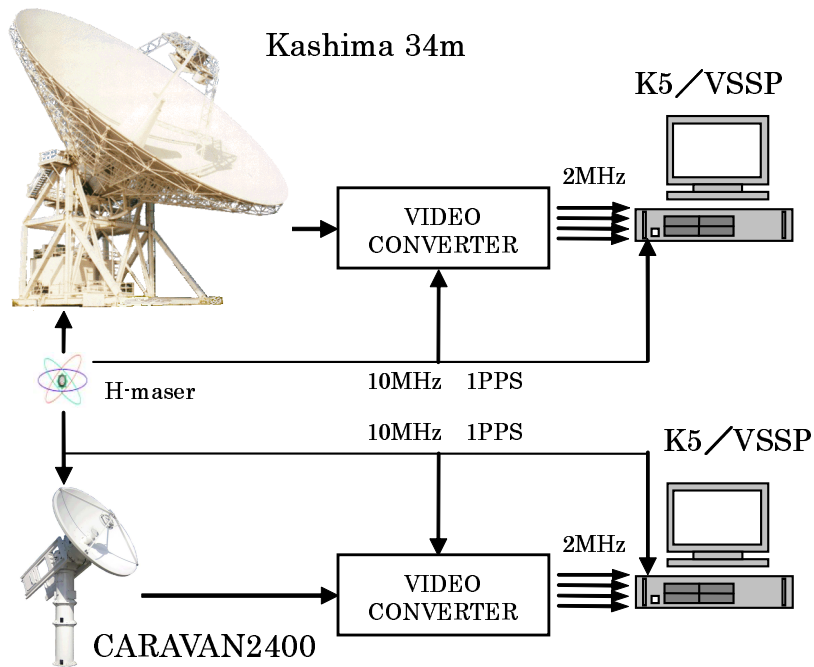 Kashima 34m
K5／VSSP
2MHz
VIDEO
CONVERTER
H-maser
10MHz 1PPS
10MHz 1PPS
K5／VSSP
2MHz
VIDEO
CONVERTER
CARAVAN2400